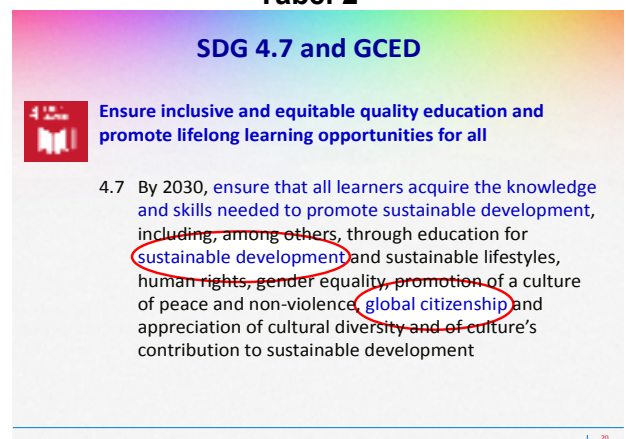 Tabel 2
SDG 4.7 and GCED
Ensure inclusive and equitable quality education and
promote lifelong learning opportunities for all
4.7 By 2030, ensure that all learners acquire the knowledge
and skills needed to promote sustainable development,
including, among others, through education for
sustainable development and sustainable lifestyles,
human rights, gender equality, promotion of a culture
of peace and non-violence, global citizenship and
appreciation of cultural diversity and of culture's
contribution to sustainable development
20